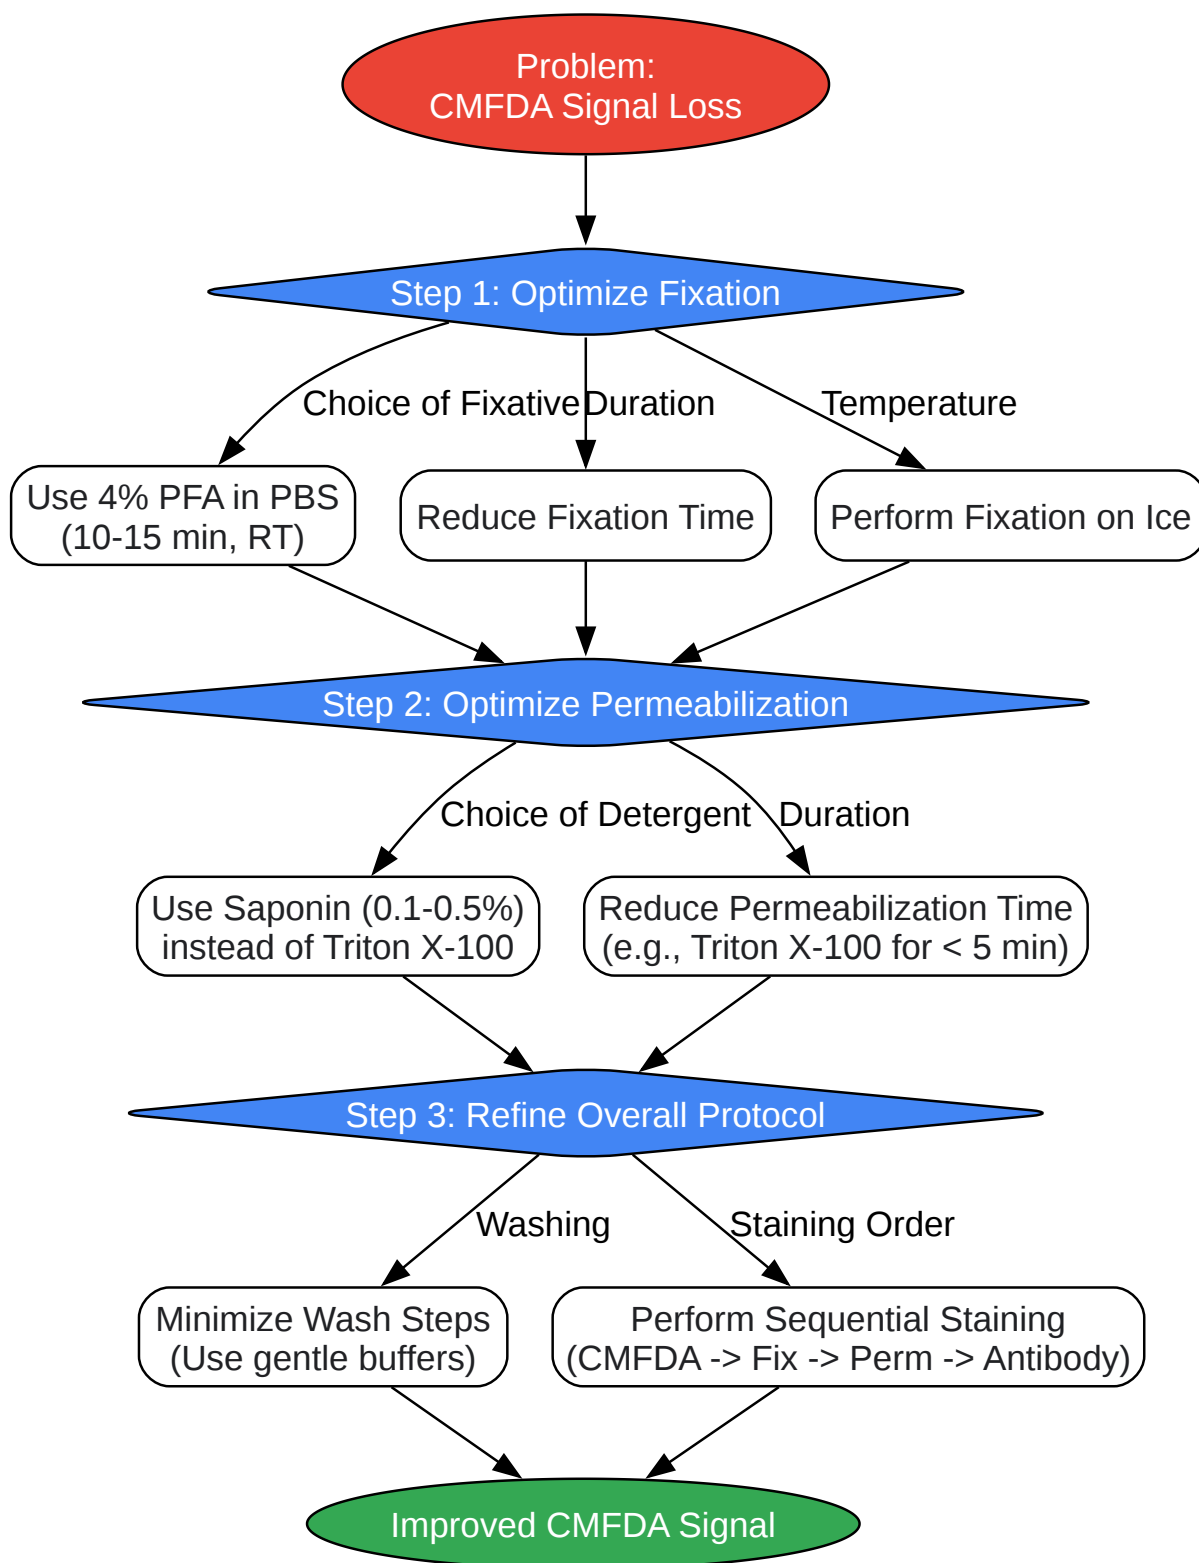 Problem:
CMFDA Signal Loss
Step 1: Optimize Fixation
Choice of Fixative
Duration
Temperature
Use 4% PFA in PBS
(10-15 min, RT)
Reduce Fixation Time
Perform Fixation on Ice
Step 2: Optimize Permeabilization
Choice of Detergent
Duration
Use Saponin (0.1-0.5%)
instead of Triton X-100
Reduce Permeabilization Time
(e.g., Triton X-100 for < 5 min)
Step 3: Refine Overall Protocol
Washing
Staining Order
Minimize Wash Steps
(Use gentle buffers)
Perform Sequential Staining
(CMFDA -> Fix -> Perm -> Antibody)
Improved CMFDA Signal